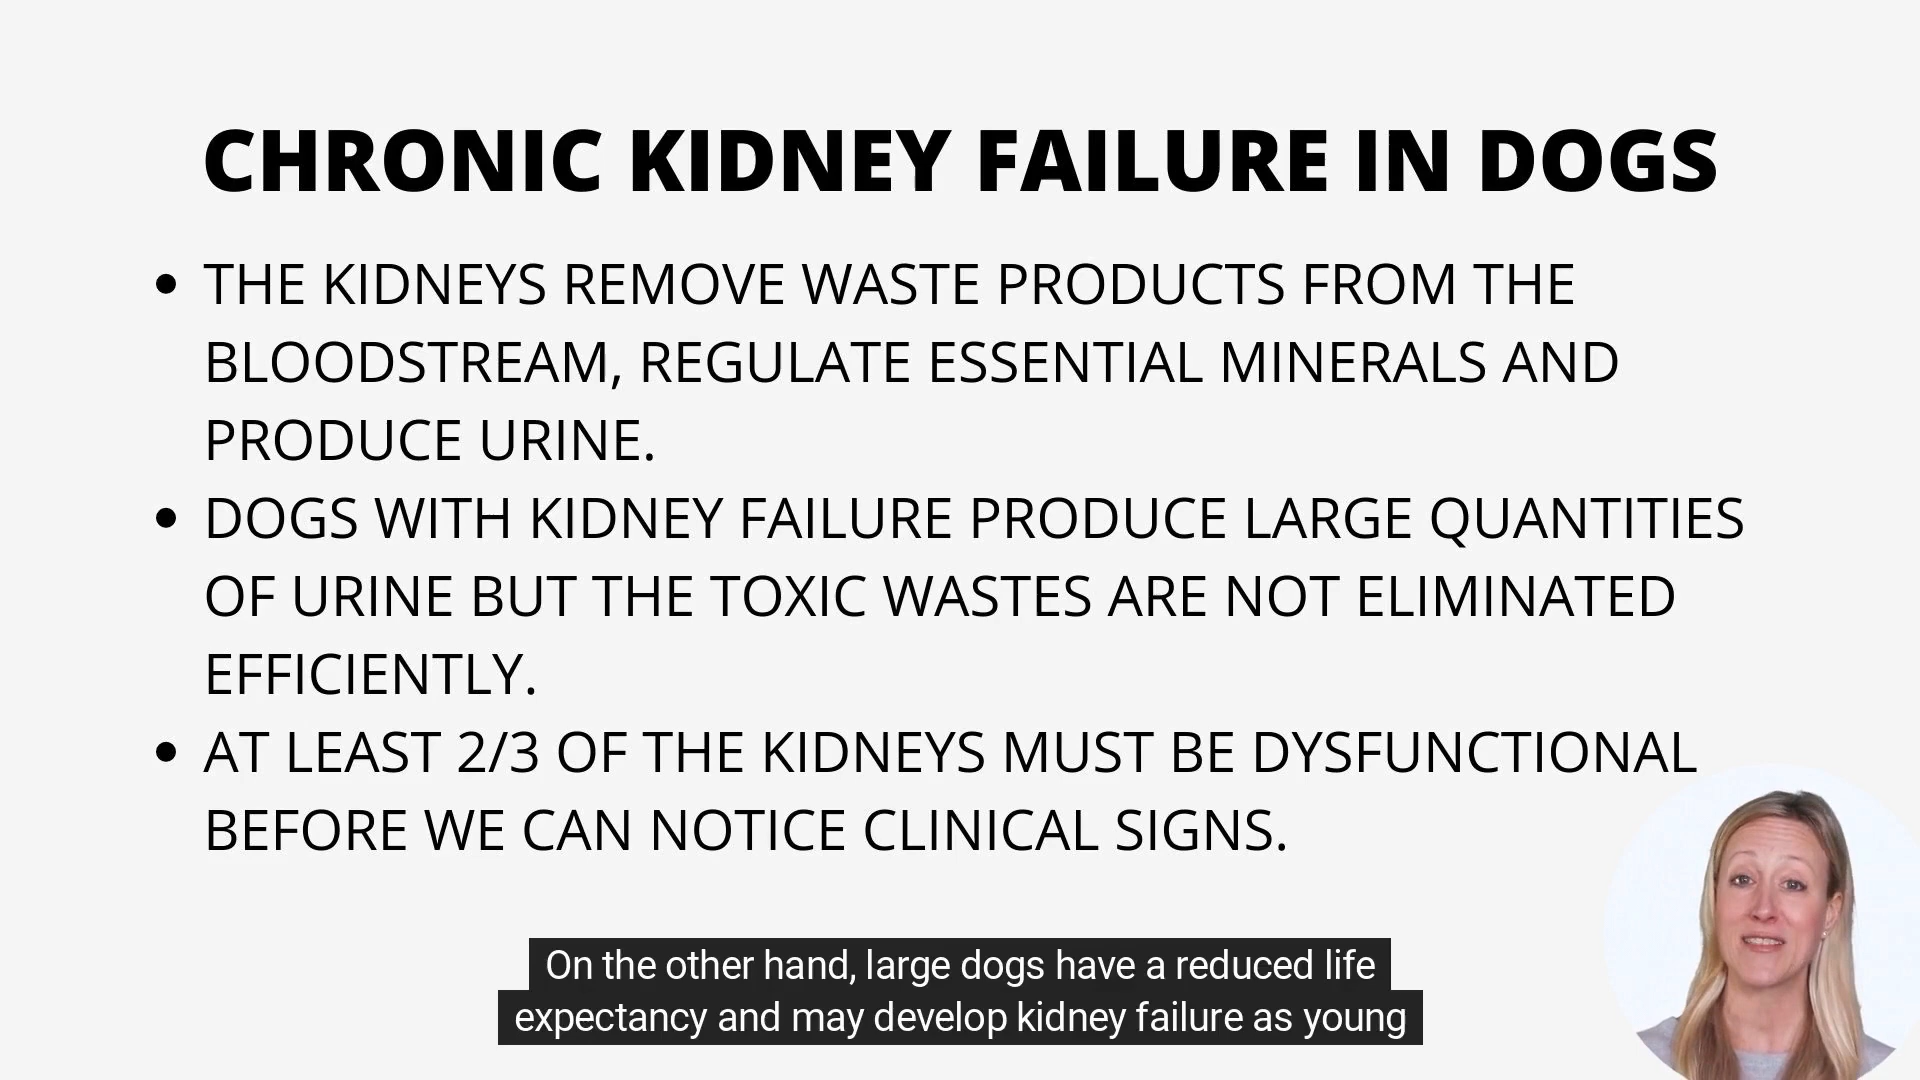 CHRONIC KIDNEY FAILURE IN DOGS
THE KIDNEYS REMOVE WASTE PRODUCTS FROM THE
BLOODSTREAM, REGULATE ESSENTIAL MINERALS AND
PRODUCE URINE.
DOGS WITH KIDNEY FAILURE PRODUCE LARGE QUANTITIES
OF URINE BUT THE TOXIC WASTES ARE NOT ELIMINATED
EFFICIENTLY.
AT LEAST 2/3 OF THE KIDNEYS MUST BE DYSFUNCTIONAL
BEFORE WE CAN NOTICE CLINICAL SIGNS.
On the other hand, large dogs have a reduced life
expectancy and may develop kidney failure as young